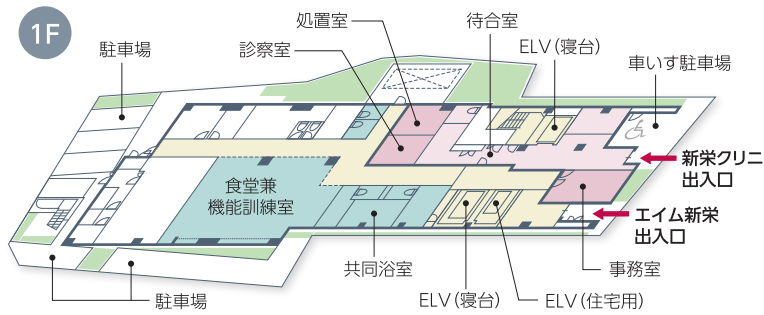 1F
駐車場
処置室
診察室
待合室
ELV(寝台)
車いす駐車場
新栄クリニ
出入口
エイム新栄
出入口
食堂兼
機能訓練室
共同浴室
ELV(寝台)
ELV(住宅用)
事務室
駐車場